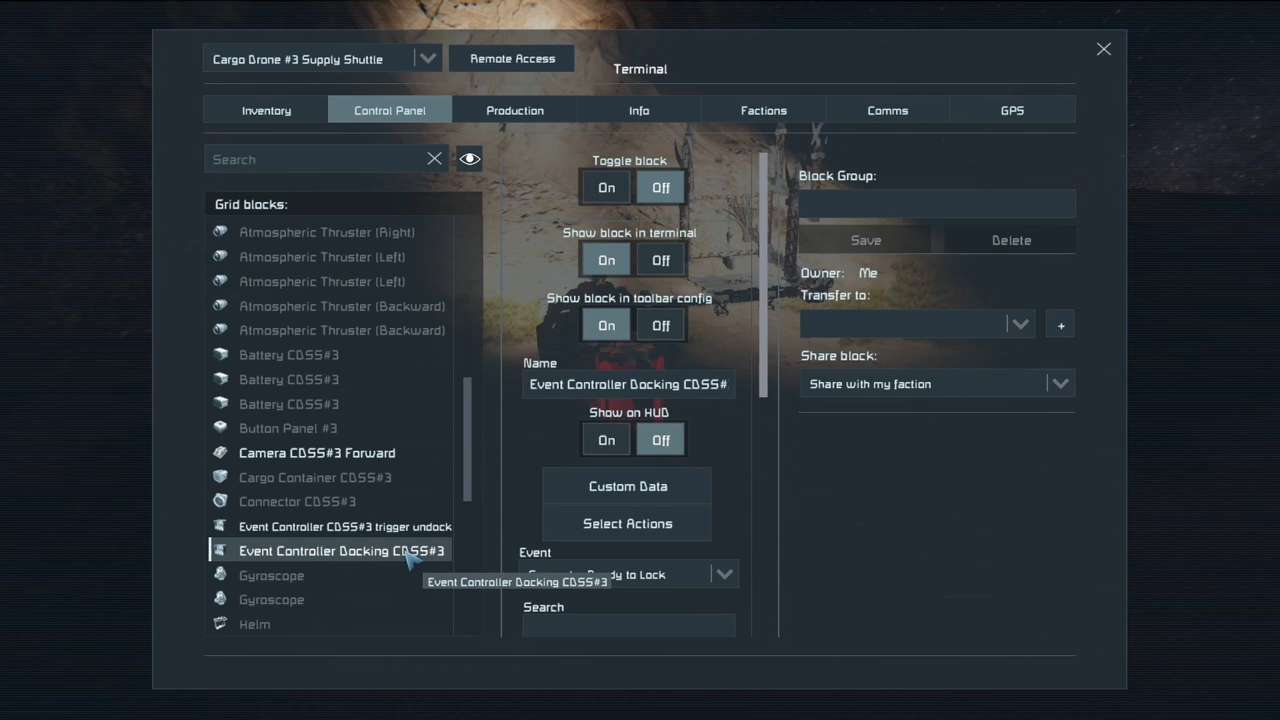 Cargo Drone #3 Supply Shuttle
Remote Access
Terminal
Inventory
Control Panel
Production
Info
Factions
Comms
GPS
Search
Grid blocks:
Atmospheric Thruster (Right)
Atmospheric Thruster (Left)
Atmospheric Thruster (Left)
Atmospheric Thruster (Backward)
Atmospheric Thruster (Backward)
Battery CDSS#3
Battery CDSS#3
Battery CDSS#3
Button Panel #3
Camera CDSS#3 Forward
Cargo Container CDSS#3
Connector CDSS#3
Event Controller CDSS#3 trigger undock
Event Controller Docking CDSS#3
Gyroscope
Gyroscope
Helm
Toggle block
On Off
Show block in terminal
On Off
Show block in toolbar config
On Off
Name
Event Controller Docking CDSS#
Show on HUD
On Off
Custom Data
Select Actions
Event
to Lock
Event Controller Docking CDSS#3
Search
Block Group:
Save
Delete
Owner: Me
Transfer to:
+
Share block:
Share with my faction